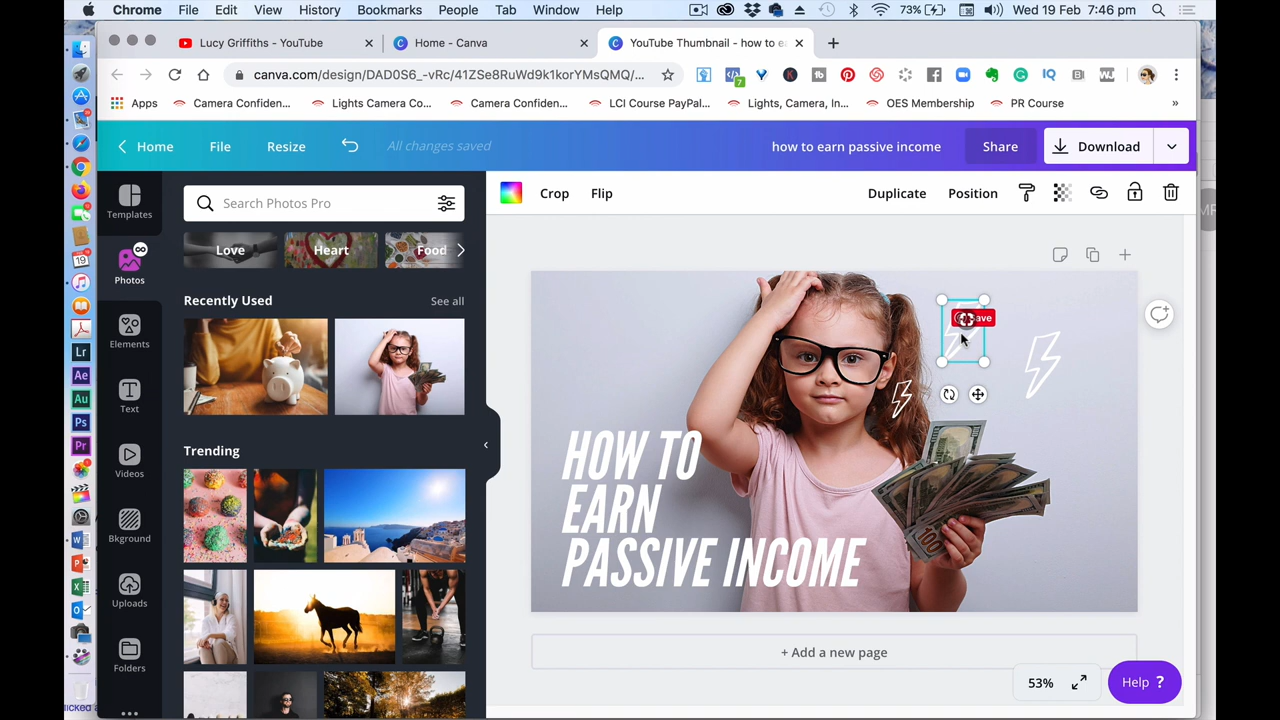 Chrome File Edit View History Bookmarks People Tab Window Help 73% Wed 19 Feb 7:46 pm
Lucy Griffiths - YouTube
Home - Canva
YouTube Thumbnail - how to ea
canva.com/design/DAD0S6_-vRc/41ZSe8RuWd9k1korYMsQMQ/...
7
Apps Camera Confiden... Lights Camera Co... Camera Confiden... LCI Course PayPal... Lights, Camera, In... OES Membership PR Course »
Home File Resize All changes saved how to earn passive income Share Download
Templates
Photos
Elements
Text
Videos
Bkground
Uploads
Folders
Search Photos Pro
Love Heart Food
Recently Used See all
Trending
Crop Flip Duplicate Position
Save
HOW TO
EARN
PASSIVE INCOME
100
+ Add a new page
53%
Help ?